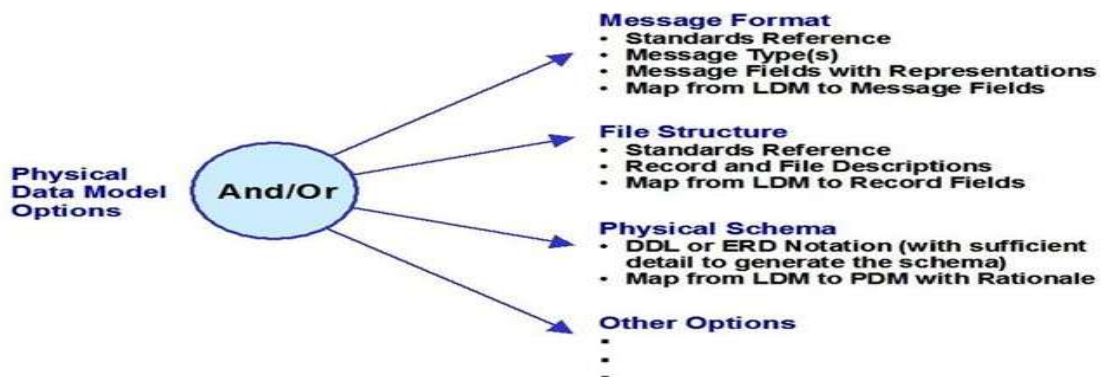 Message Format
• Standards Reference
• Message Type(s)
• Message Fields with Representations
• Map from LDM to Message Fields
File Structure
• Standards Reference
• Record and File Descriptions
• Map from LDM to Record Fields
Physical
Data Model
Options
And/Or
Physical Schema
• DDL or ERD Notation (with sufficient
detail to generate the schema)
• Map from LDM to PDM with Rationale
Other Options
•
•
•